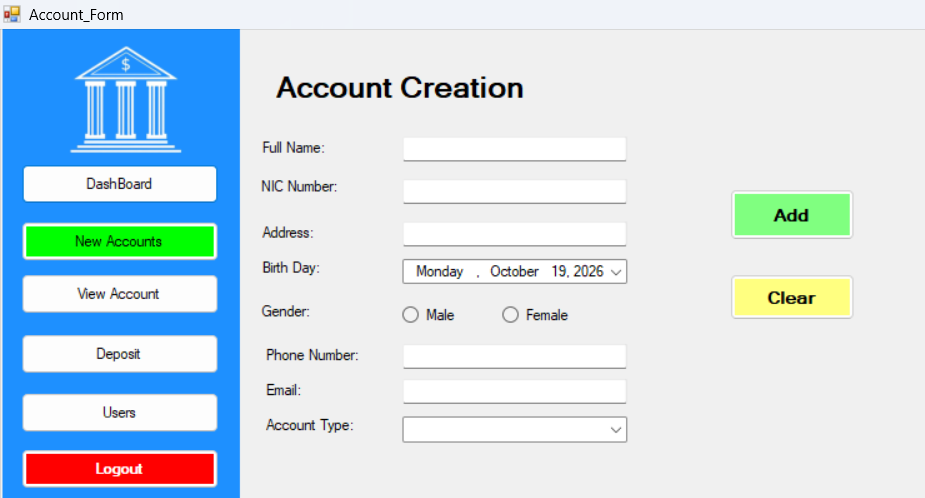 Account_Form
$
DashBoard
New Accounts
View Account
Deposit
Users
Logout
Account Creation
Full Name:
NIC Number:
Address:
Birth Day:
Monday , October 19, 2026
Gender:
Male Female
Phone Number:
Email:
Account Type:
Add
Clear